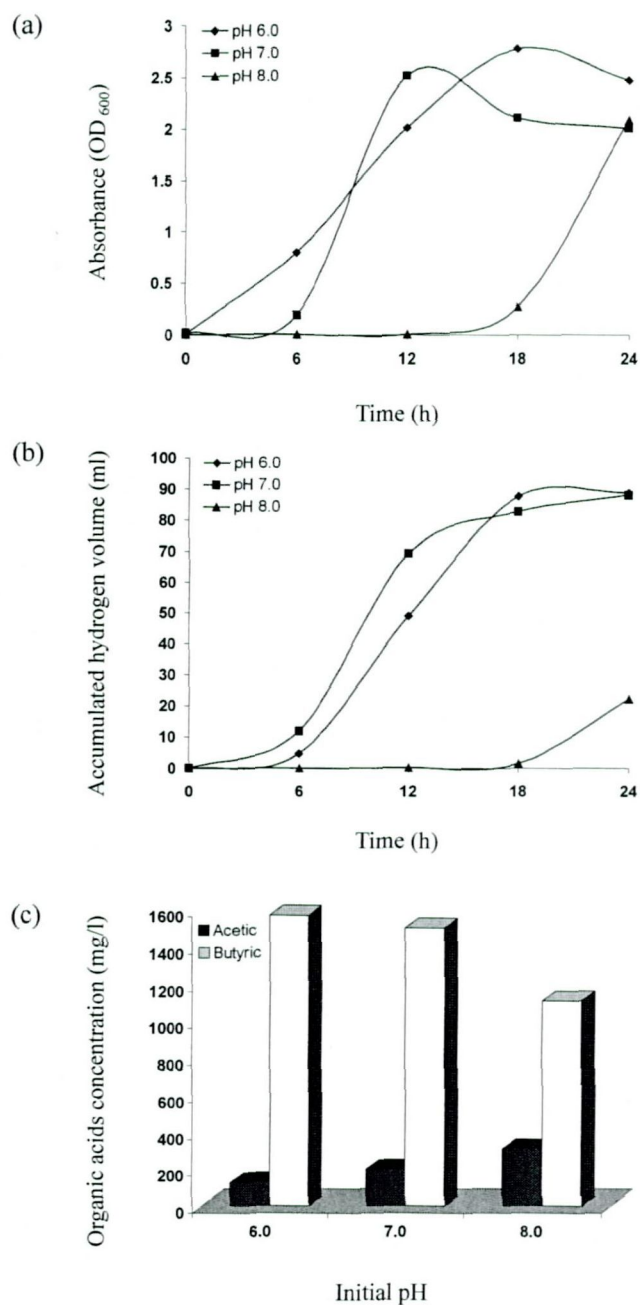 (a)
pH 6.0
pH 7.0
pH 8.0
Absorbance (OD 600)
3
2.5
2
1.5
1
0.5
0
0 6 12 18 24
Time (h)
(b)
pH 6.0
pH 7.0
pH 8.0
Accumulated hydrogen volume (ml)
100
90
80
70
60
50
40
30
20
10
0
0 6 12 18 24
Time (h)
(c)
Acetic
Butyric
Organic acids concentration (mg/l)
1600
1400
1200
1000
800
600
400
200
0
6.0 7.0 8.0
Initial pH